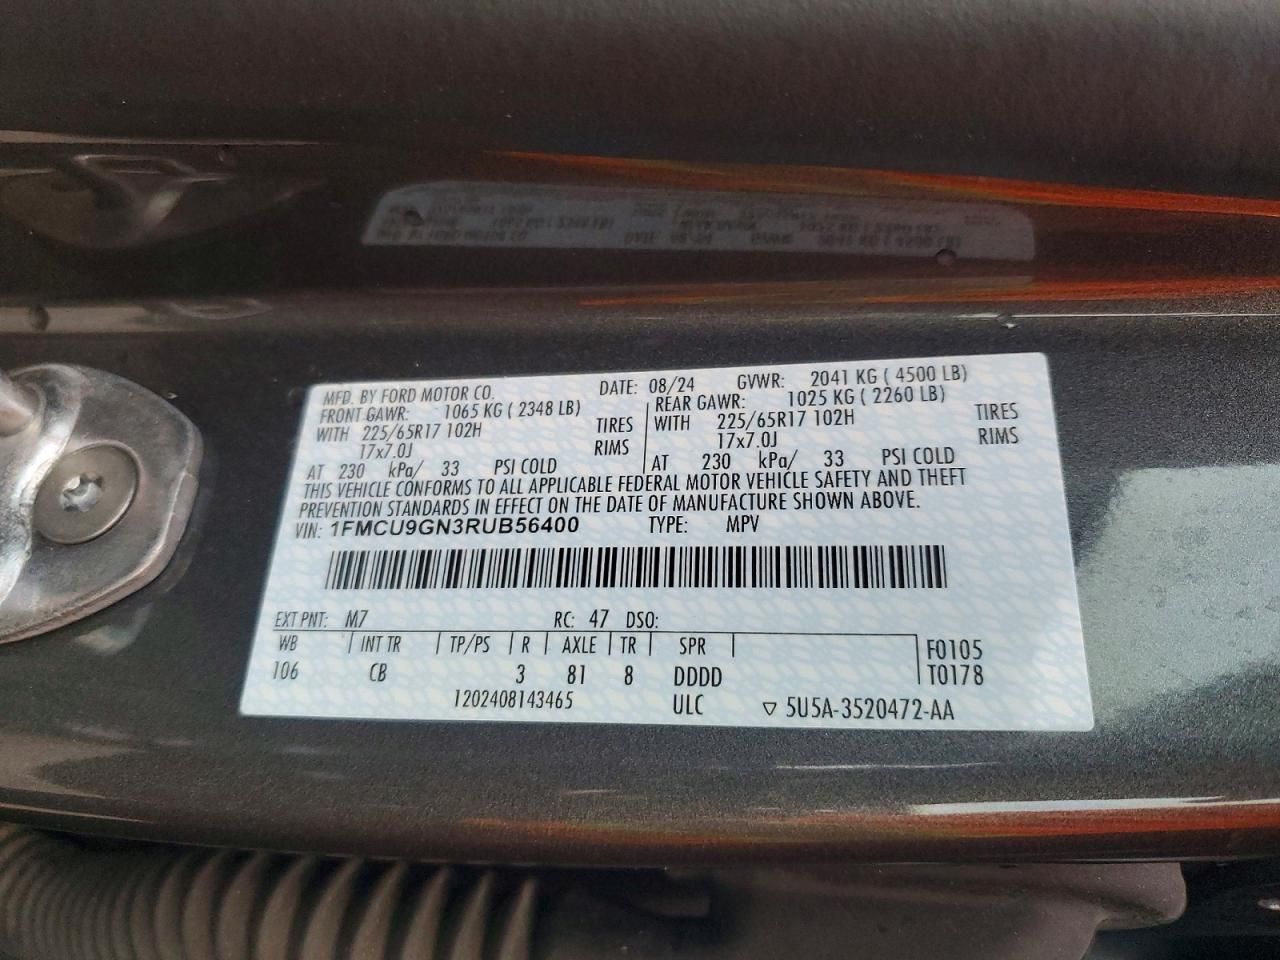 MFD. BY FORD MOTOR CO. DATE: 08/24 GVWR: 2041 KG ( 4500 LB)
FRONT GAWR: 1065 KG ( 2348 LB) REAR GAWR: 1025 KG ( 2260 LB)
WITH 225/65R17 102H TIRES WITH 225/65R17 102H TIRES
17x7.0J RIMS 17x7.0J RIMS
AT 230 kPa/ 33 PSI COLD AT 230 kPa/ 33 PSI COLD
THIS VEHICLE CONFORMS TO ALL APPLICABLE FEDERAL MOTOR VEHICLE SAFETY AND THEFT
PREVENTION STANDARDS IN EFFECT ON THE DATE OF MANUFACTURE SHOWN ABOVE.
VIN: 1FMCU9GN3RUB56400 TYPE: MPV
EXT PNT: M7 RC: 47 DSO:
WB INT TR TP/PS R AXLE TR SPR F0105
106 CB 3 81 8 DDDD T0178
1202408143465 ULC ▽ 5U5A-3520472-AA